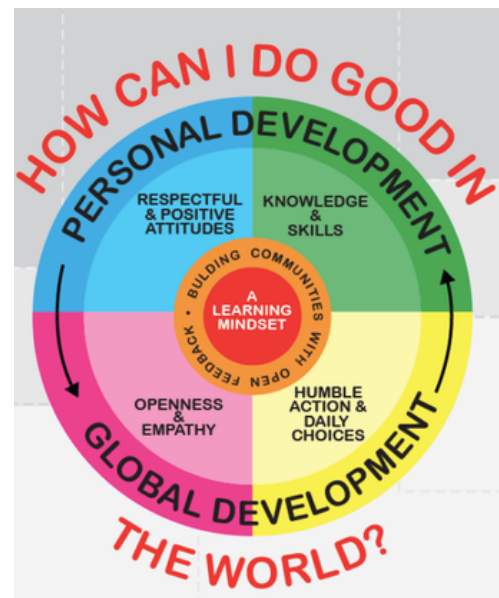 HOW CAN I DO GOOD IN
PERSONAL DEVELOPMENT
RESPECTFUL
& POSITIVE
ATTITUDES
KNOWLEDGE
&
SKILLS
BULDING COMMUNITIES WITH OPEN FEEDBACK •
A
LEARNING
MINDSET
OPENNESS
&
EMPATHY
HUMBLE
ACTION &
DAILY
CHOICES
GLOBAL DEVELOPMENT
THE WORLD?